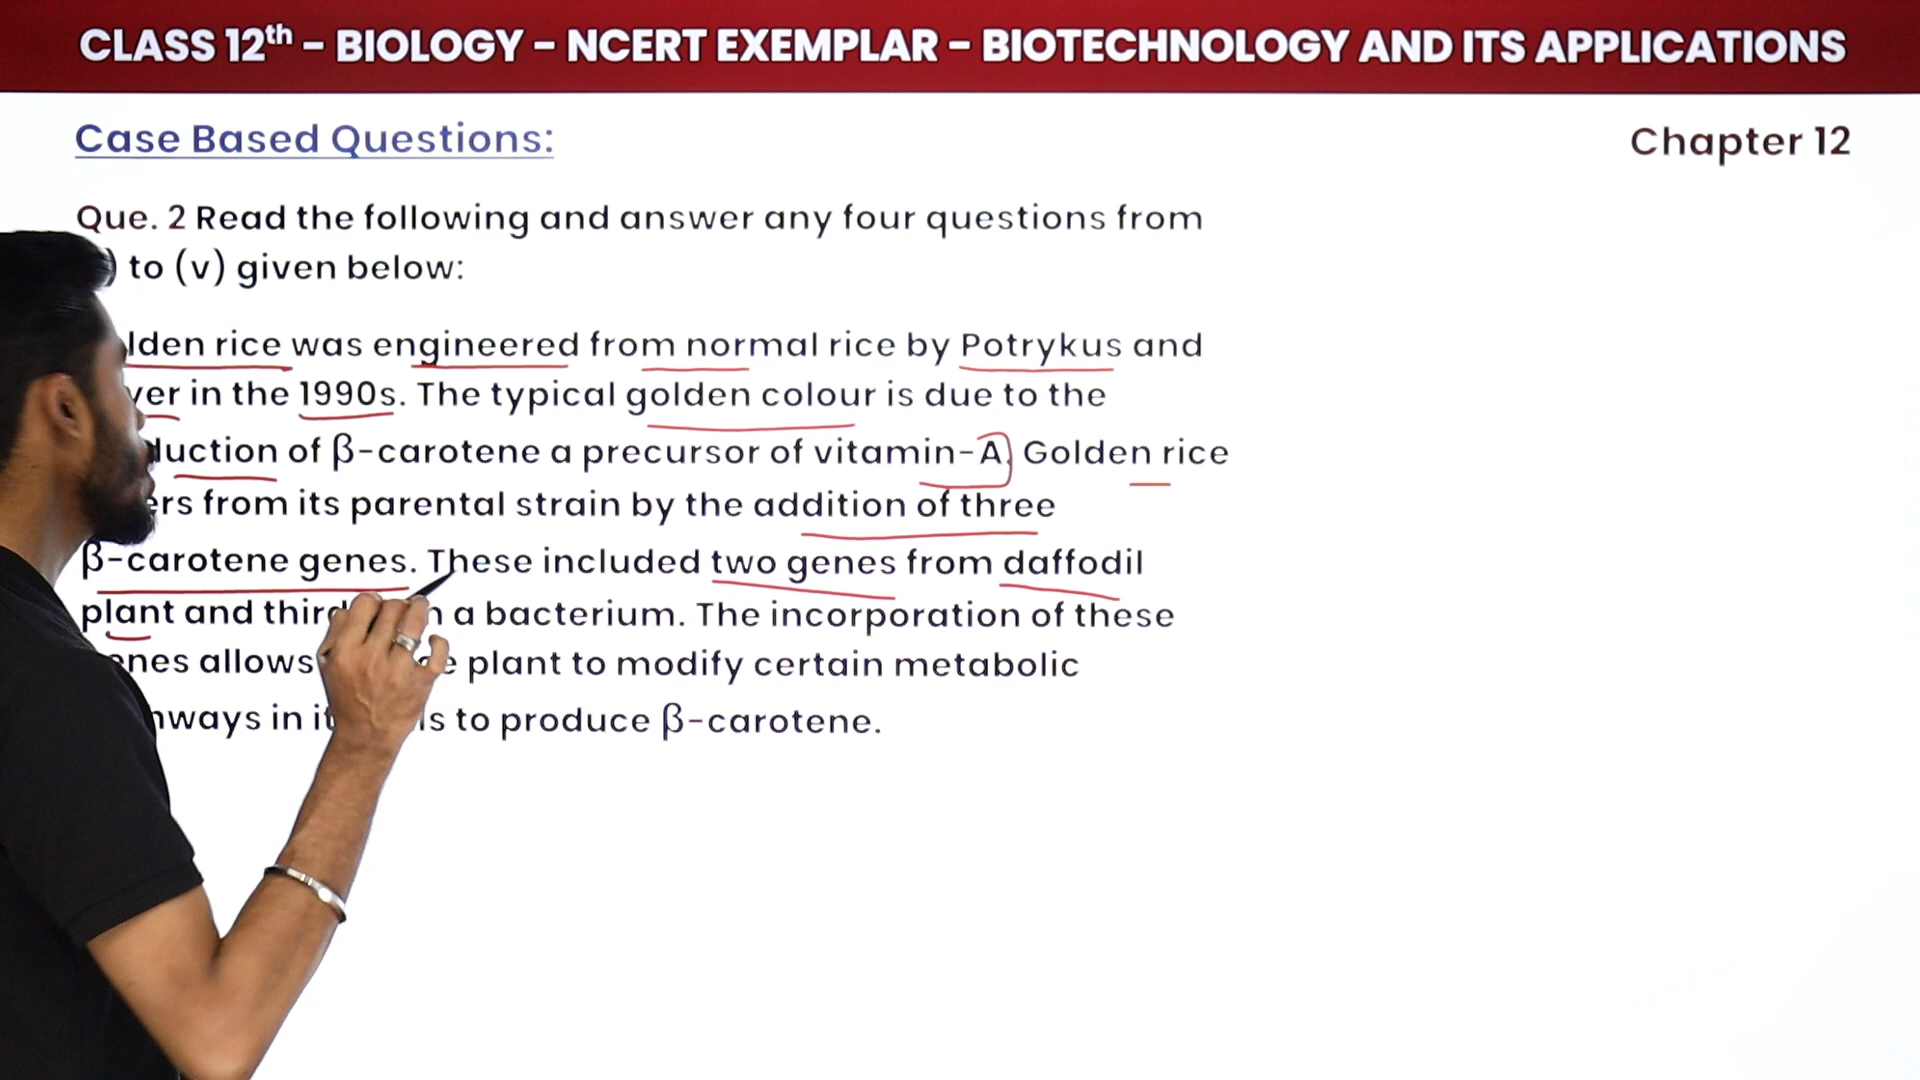 CLASS 12th – BIOLOGY – NCERT EXEMPLAR – BIOTECHNOLOGY AND ITS APPLICATIONS
Case Based Questions:
Chapter 12
Que. 2 Read the following and answer any four questions from
) to (v) given below:
lden rice was engineered from normal rice by Potrykus and
yer in the 1990s. The typical golden colour is due to the
duction of β-carotene a precursor of vitamin-A. Golden rice
ers from its parental strain by the addition of three
β-carotene genes. These included two genes from daffodil
plant and third a bacterium. The incorporation of these
enes allows plant to modify certain metabolic
hways in to produce β-carotene.